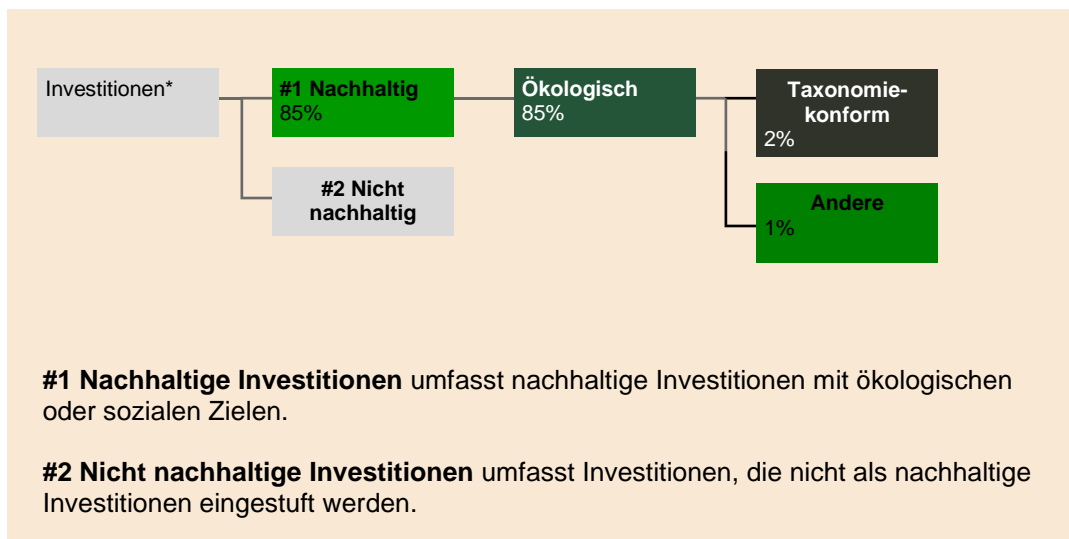 Investitionen*
#1 Nachhaltig
85%
Ökologisch
85%
Taxonomie-
konform
2%
#2 Nicht
nachhaltig
Andere
1%
#1 Nachhaltige Investitionen umfasst nachhaltige Investitionen mit ökologischen
oder sozialen Zielen.
#2 Nicht nachhaltige Investitionen umfasst Investitionen, die nicht als nachhaltige
Investitionen eingestuft werden.